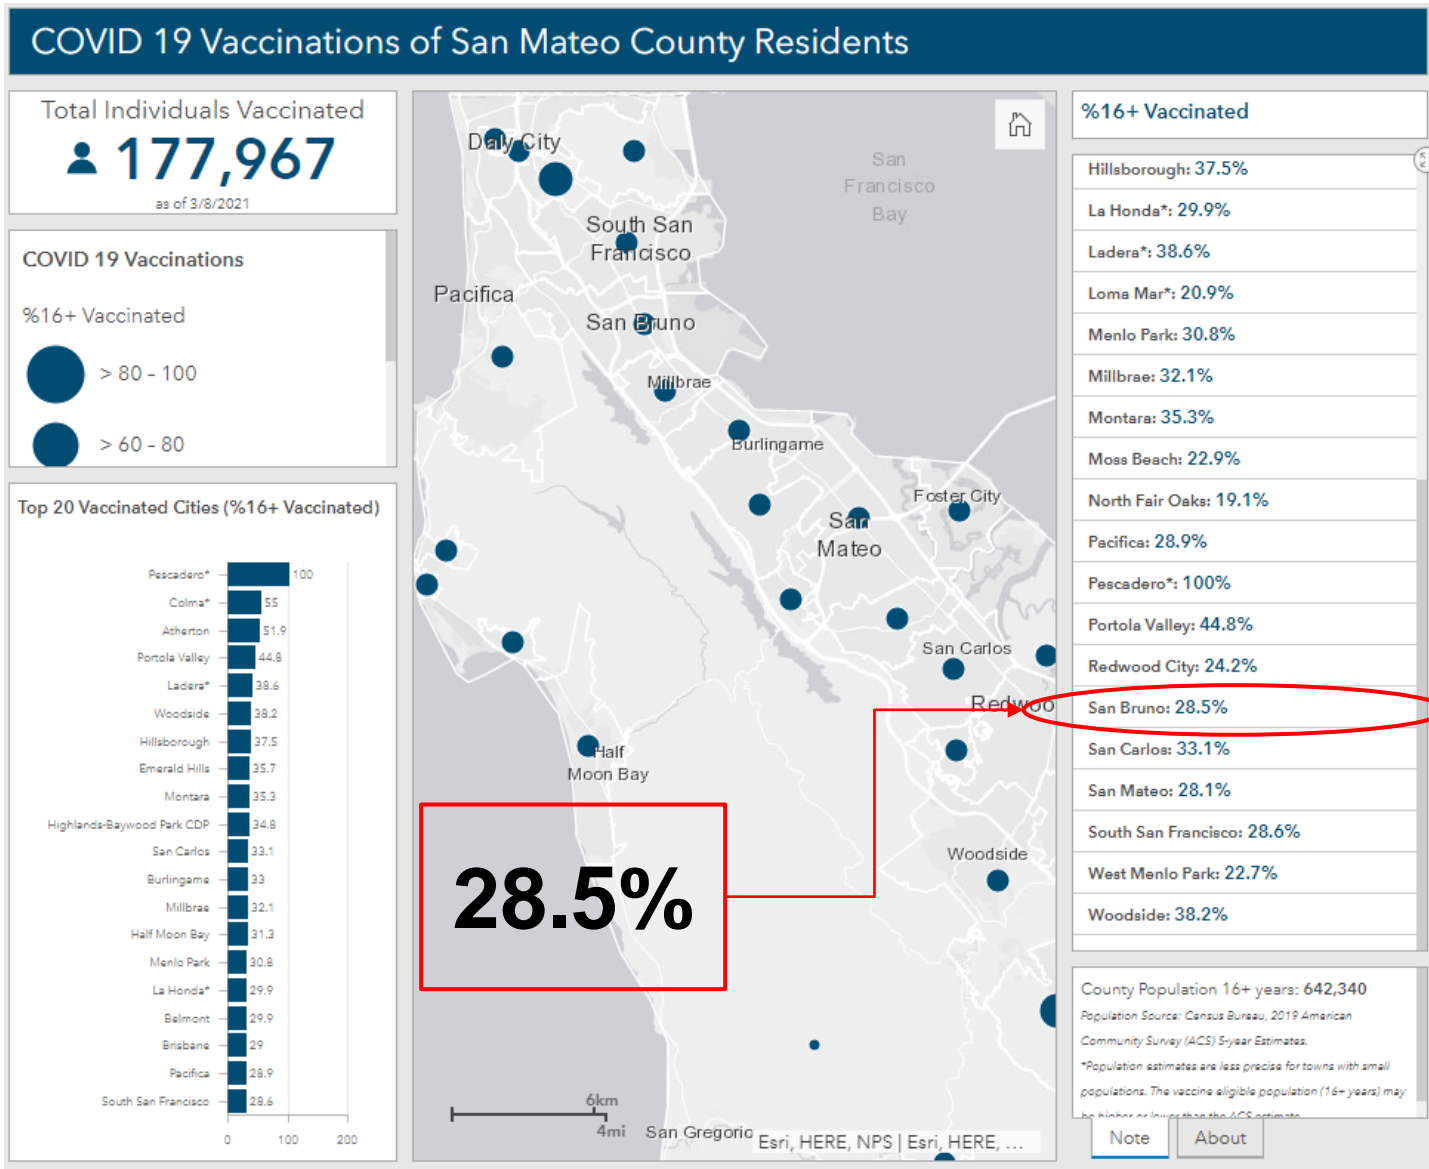 COVID 19 Vaccinations of San Mateo County Residents
Total Individuals Vaccinated
177,967
as of 3/8/2021
COVID 19 Vaccinations
%16+ Vaccinated
> 80 - 100
> 60 - 80
Top 20 Vaccinated Cities (%16+ Vaccinated)
Pescadero* 100
Colma* 55
Atherton 51.9
Portola Valley 44.8
Ladera* 38.6
Woodside 38.2
Hillsborough 37.5
Emerald Hills 35.7
Montara 35.3
Highlands-Baywood Park CDP 34.8
San Carlos 33.1
Burlingame 33
Millbrae 32.1
Half Moon Bay 31.3
Menlo Park 30.8
La Honda* 29.9
Belmont 29.9
Brisbane 29
Pacifica 28.9
South San Francisco 28.6
0 100 200
Daly City
San
Francisco
Bay
South San
Francisco
Pacifica
San Bruno
Millbrae
Burlingame
Foster City
San
Mateo
San Carlos
Redwoo
Half
Moon Bay
28.5%
Woodside
6km
4mi
San Gregorio
Esri, HERE, NPS | Esri, HERE, ...
%16+ Vaccinated
Hillsborough: 37.5%
La Honda*: 29.9%
Ladera*: 38.6%
Loma Mar*: 20.9%
Menlo Park: 30.8%
Millbrae: 32.1%
Montara: 35.3%
Moss Beach: 22.9%
North Fair Oaks: 19.1%
Pacifica: 28.9%
Pescadero*: 100%
Portola Valley: 44.8%
Redwood City: 24.2%
San Bruno: 28.5%
San Carlos: 33.1%
San Mateo: 28.1%
South San Francisco: 28.6%
West Menlo Park: 22.7%
Woodside: 38.2%
County Population 16+ years: 642,340
Population Source: Census Bureau, 2019 American
Community Survey (ACS) 5-year Estimates.
*Population estimates are less precise for towns with small
populations. The vaccine eligible population (16+ years) may
be higher or lower than the ACS estimate.
Note
About